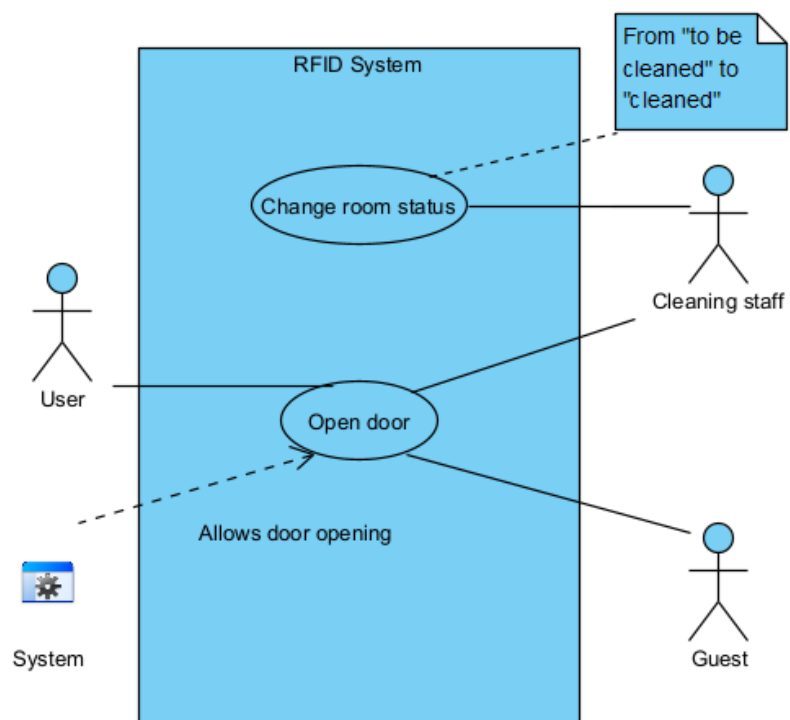 RFID System
From "to be
cleaned" to
"cleaned"
Change room status
Cleaning staff
User
Open door
Allows door opening
System
Guest